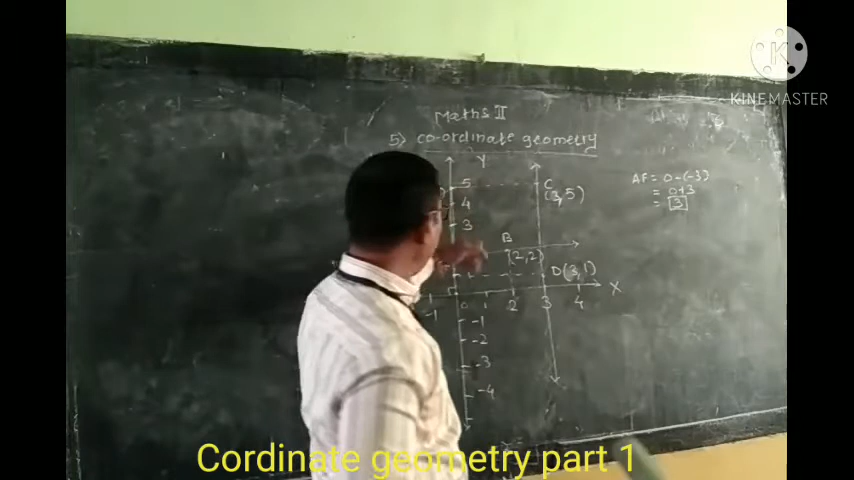 KINEMASTER
Maths II
5) co-ordinate geometry
Y
5
C
(3,5)
4
3
B
(2,2)
D(3,1)
X
-1
0
1
2
3
4
-1
-2
-3
-4
AF = 0-(-3)
= 0+3
= 3
Cordinate geometry part 1